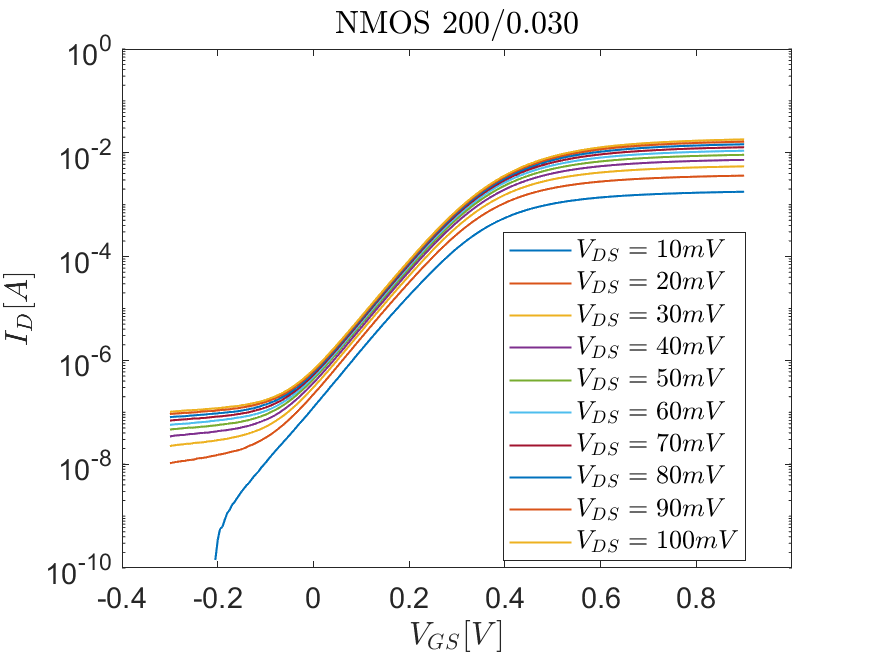 NMOS 200/0.030
10^0
10^-2
10^-4
10^-6
10^-8
10^-10
I_D[A]
V_DS = 10mV
V_DS = 20mV
V_DS = 30mV
V_DS = 40mV
V_DS = 50mV
V_DS = 60mV
V_DS = 70mV
V_DS = 80mV
V_DS = 90mV
V_DS = 100mV
-0.4 -0.2 0 0.2 0.4 0.6 0.8
V_GS[V]